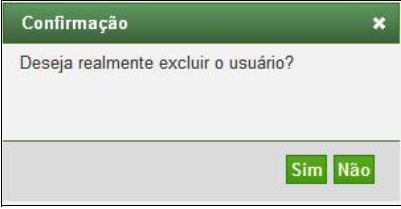 Confirmação
Deseja realmente excluir o usuário?
Sim Não